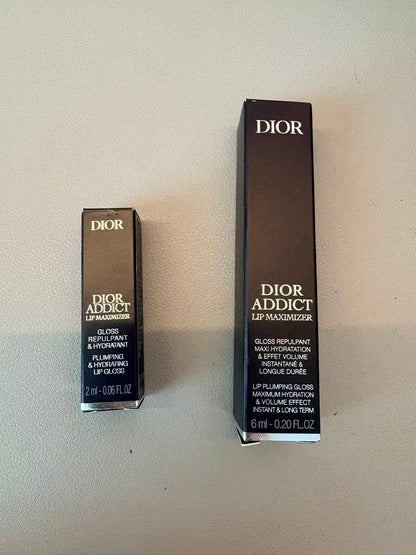 DIOR
DIOR
ADDICT
LIP MAXIMIZER
GLOSS
REPULPANT
& HYDRATANT
PLUMPING
& HYDRATING
LIP GLOSS
2 ml - 0.06 FL.OZ
DIOR
DIOR
ADDICT
LIP MAXIMIZER
GLOSS REPULPANT
MAXI HYDRATATION
& EFFET VOLUME
INSTANTANÉ &
LONGUE DURÉE
LIP PLUMPING GLOSS
MAXIMUM HYDRATION
& VOLUME EFFECT
INSTANT & LONG TERM
6 ml - 0.20 FL.OZ